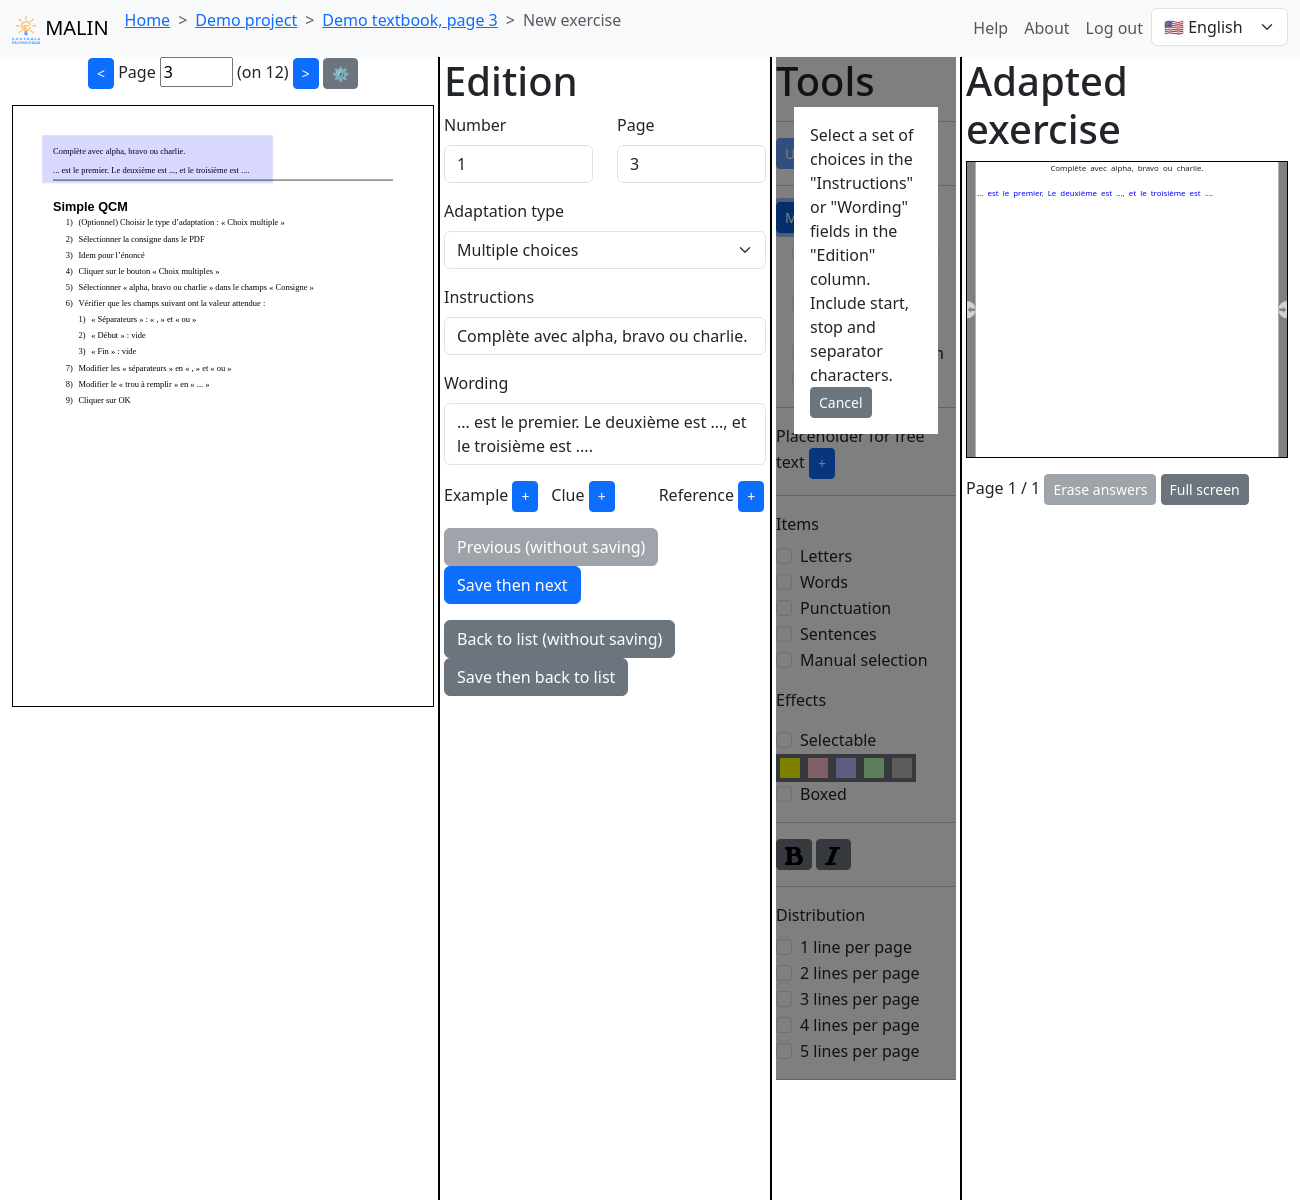 MALIN
Home > Demo project > Demo textbook, page 3 > New exercise
Help About Log out 🇺🇸 English
< Page 3 (on 12) > ⚙️
Complète avec alpha, bravo ou charlie.
... est le premier. Le deuxième est ..., et le troisième est ....
Simple QCM
1) (Optionnel) Choisir le type d’adaptation : « Choix multiple »
2) Sélectionner la consigne dans le PDF
3) Idem pour l’énoncé
4) Cliquer sur le bouton « Choix multiples »
5) Sélectionner « alpha, bravo ou charlie » dans le champs « Consigne »
6) Vérifier que les champs suivant ont la valeur attendue :
1) « Séparateurs » : « , » et « ou »
2) « Début » : vide
3) « Fin » : vide
7) Modifier les « séparateurs » en « , » et « ou »
8) Modifier le « trou à remplir » en « ... »
9) Cliquer sur OK
Edition
Number Page
1 3
Adaptation type
Multiple choices
Instructions
Complète avec alpha, bravo ou charlie.
Wording
... est le premier. Le deuxième est ..., et
le troisième est ....
Example + Clue + Reference +
Previous (without saving)
Save then next
Back to list (without saving)
Save then back to list
Tools
Select a set of
choices in the
"Instructions"
or "Wording"
fields in the
"Edition"
column.
Include start,
stop and
separator
characters.
Cancel
Placeholder for free
text +
Items
Letters
Words
Punctuation
Sentences
Manual selection
Effects
Selectable
Boxed
B I
Distribution
1 line per page
2 lines per page
3 lines per page
4 lines per page
5 lines per page
Adapted
exercise
Complète avec alpha, bravo ou charlie.
... est le premier. Le deuxième est ..., et le troisième est ....
Page 1 / 1 Erase answers Full screen